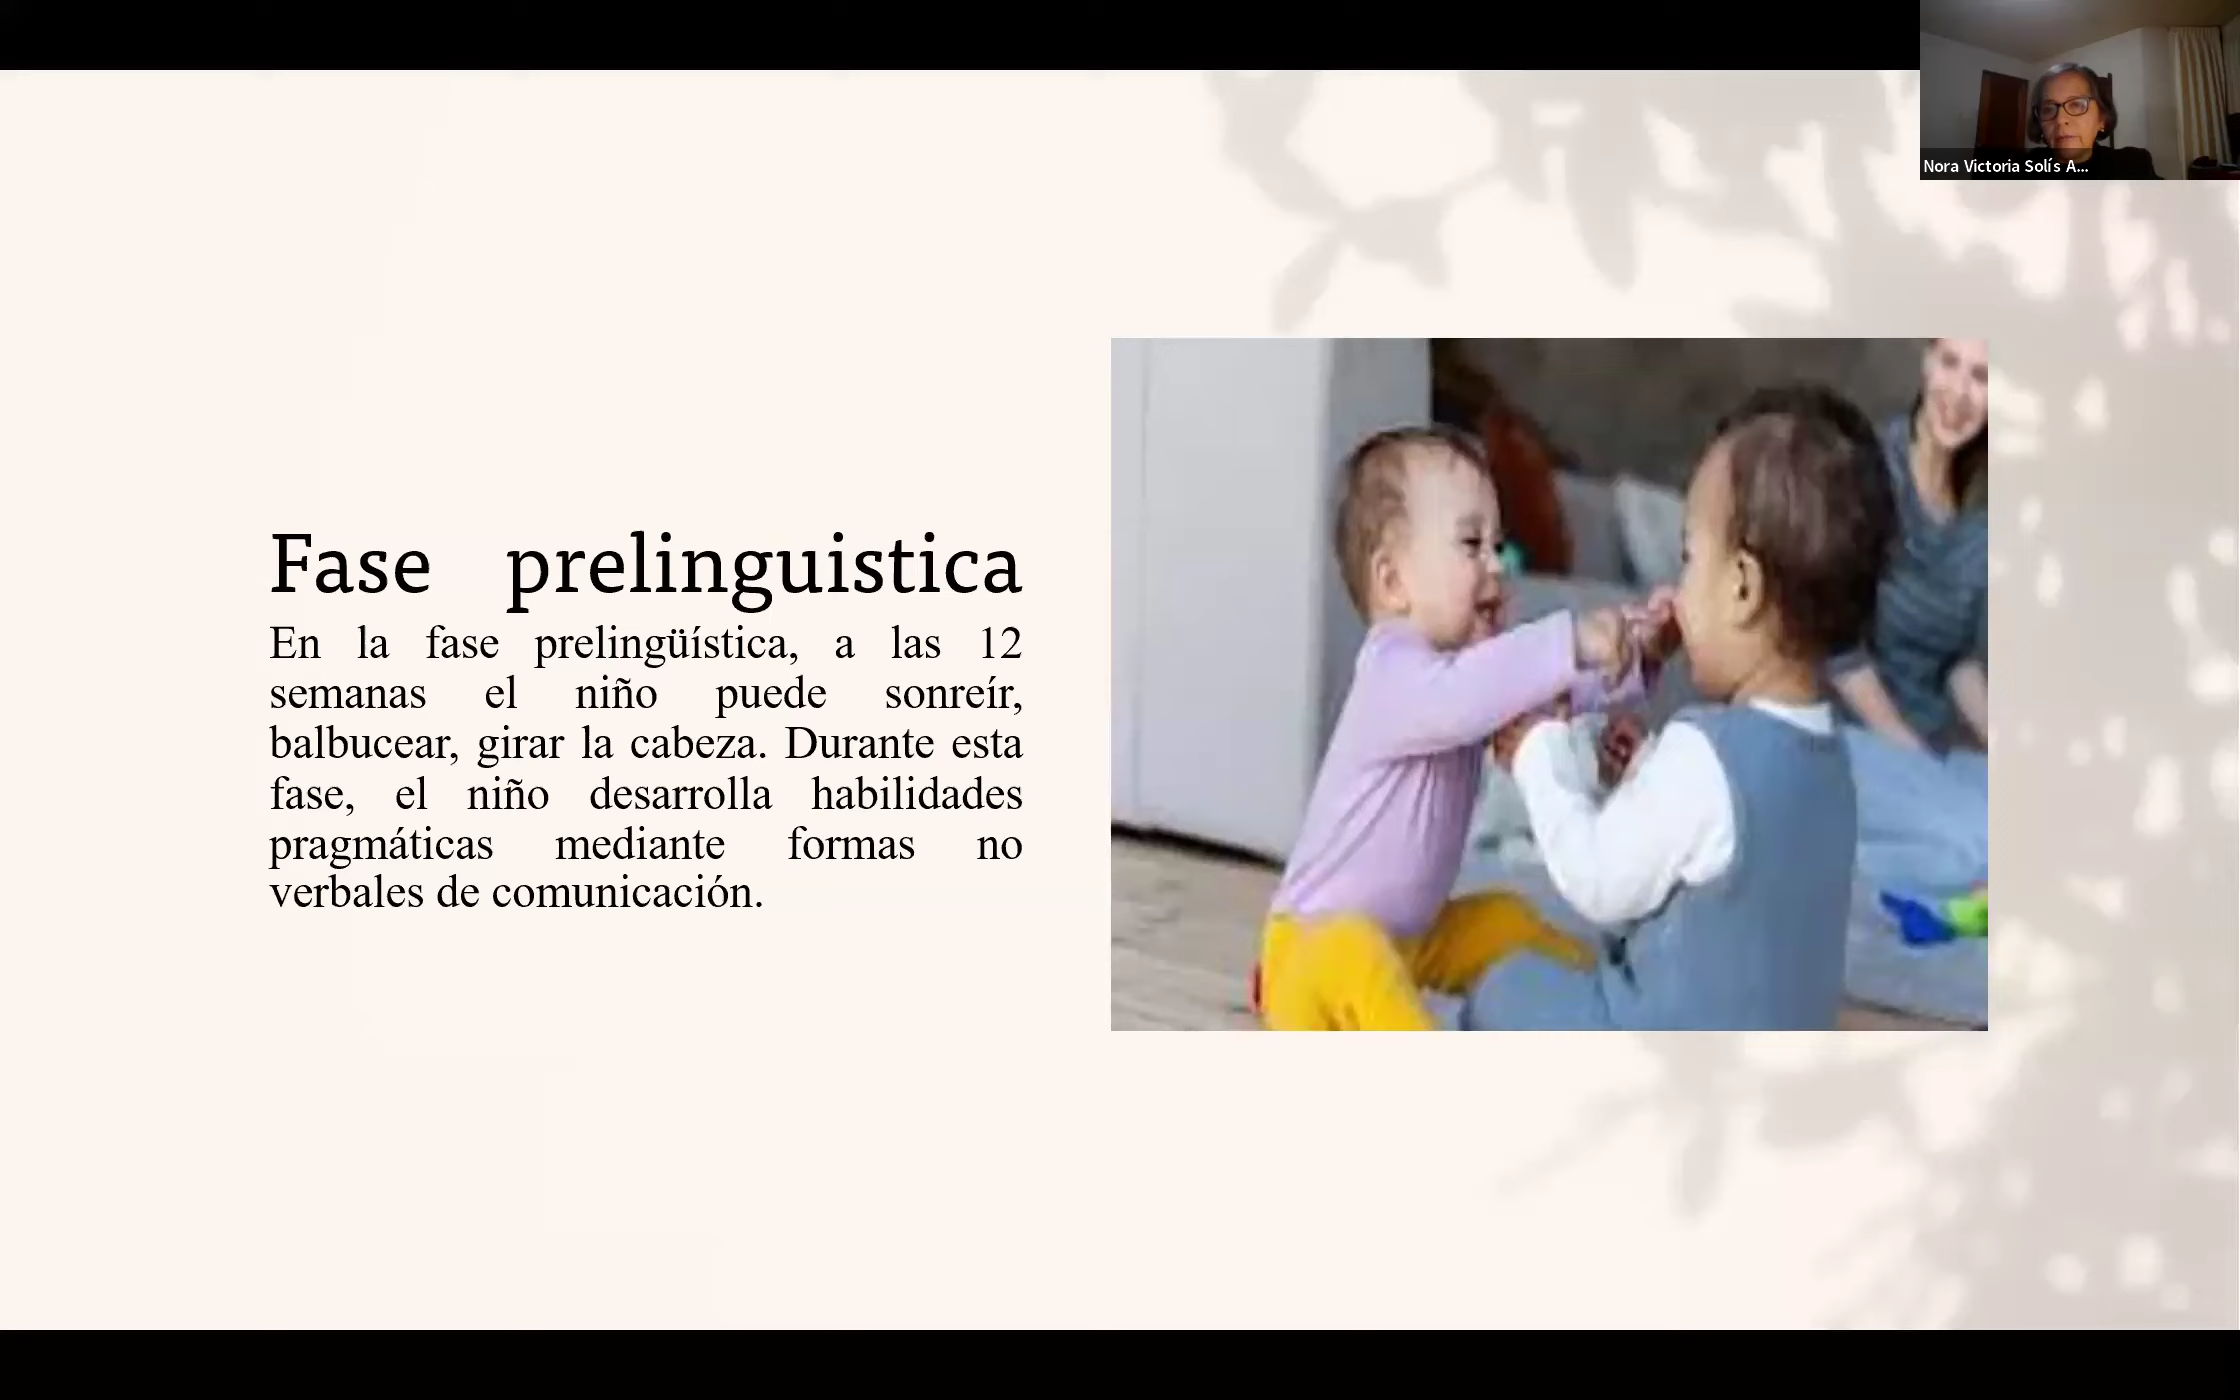 Nora Victoria Solís A...
Fase prelinguistica
En la fase prelingüística, a las 12
semanas el niño puede sonreír,
balbucear, girar la cabeza. Durante esta
fase, el niño desarrolla habilidades
pragmáticas mediante formas no
verbales de comunicación.